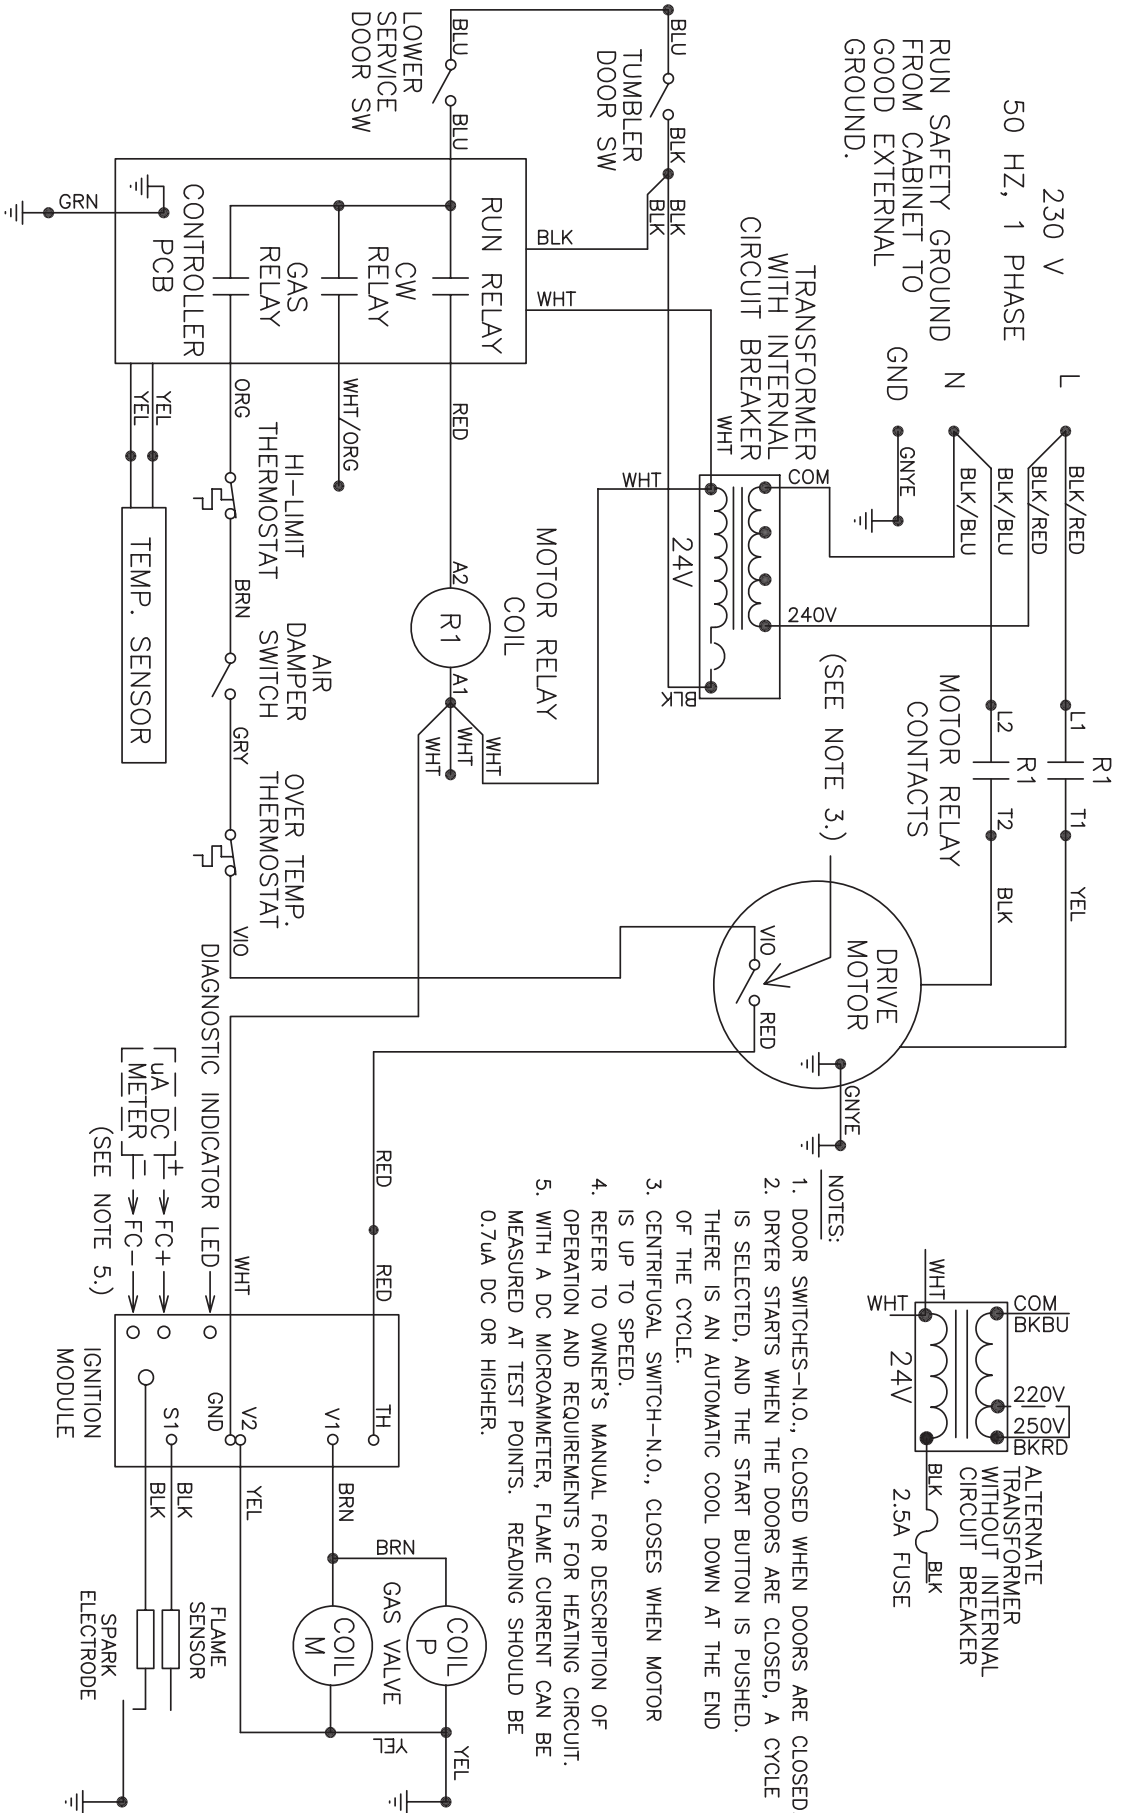 230 V
50 HZ, 1 PHASE
RUN SAFETY GROUND
FROM CABINET TO
GOOD EXTERNAL
GROUND.
L
N
GND
BLK/RED
BLK/RED
BLK/BLU
BLK/BLU
GNYE
L1
R1
T1
YEL
L2
R1
T2
BLK
MOTOR RELAY
CONTACTS
TRANSFORMER
WITH INTERNAL
CIRCUIT BREAKER
COM
240V
24V
WHT
WHT
BLK
(SEE NOTE 3.)
DRIVE
MOTOR
VIO
RED
GNYE
BLU
TUMBLER
DOOR SW
BLK
BLK
BLK
BLU
LOWER
SERVICE
DOOR SW
BLU
BLK
WHT
RUN RELAY
CW
RELAY
GAS
RELAY
CONTROLLER
PCB
GRN
RED
A2
R1
A1
MOTOR RELAY
COIL
WHT
WHT
WHT
WHT/ORG
ORG
HI-LIMIT
THERMOSTAT
BRN
AIR
DAMPER
SWITCH
GRY
OVER TEMP.
THERMOSTAT
VIO
YEL
YEL
TEMP. SENSOR
DIAGNOSTIC INDICATOR LED
uA DC
METER
+
-
FC+
FC-
(SEE NOTE 5.)
RED
RED
WHT
TH
V1
V2
GND
S1
IGNITION
MODULE
BRN
BRN
YEL
BLK
BLK
COIL
P
GAS VALVE
COIL
M
YEL
YEL
FLAME
SENSOR
SPARK
ELECTRODE
NOTES:
1. DOOR SWITCHES-N.O., CLOSED WHEN DOORS ARE CLOSED
2. DRYER STARTS WHEN THE DOORS ARE CLOSED, A CYCLE
IS SELECTED, AND THE START BUTTON IS PUSHED.
THERE IS AN AUTOMATIC COOL DOWN AT THE END
OF THE CYCLE.
3. CENTRIFUGAL SWITCH-N.O., CLOSES WHEN MOTOR
IS UP TO SPEED.
4. REFER TO OWNER'S MANUAL FOR DESCRIPTION OF
OPERATION AND REQUIREMENTS FOR HEATING CIRCUIT.
5. WITH A DC MICROAMMETER, FLAME CURRENT CAN BE
MEASURED AT TEST POINTS. READING SHOULD BE
0.7uA DC OR HIGHER.
COM
BKBU
220V
250V
BKRD
WHT
WHT
24V
BLK
BLK
2.5A FUSE
ALTERNATE
TRANSFORMER
WITHOUT INTERNAL
CIRCUIT BREAKER